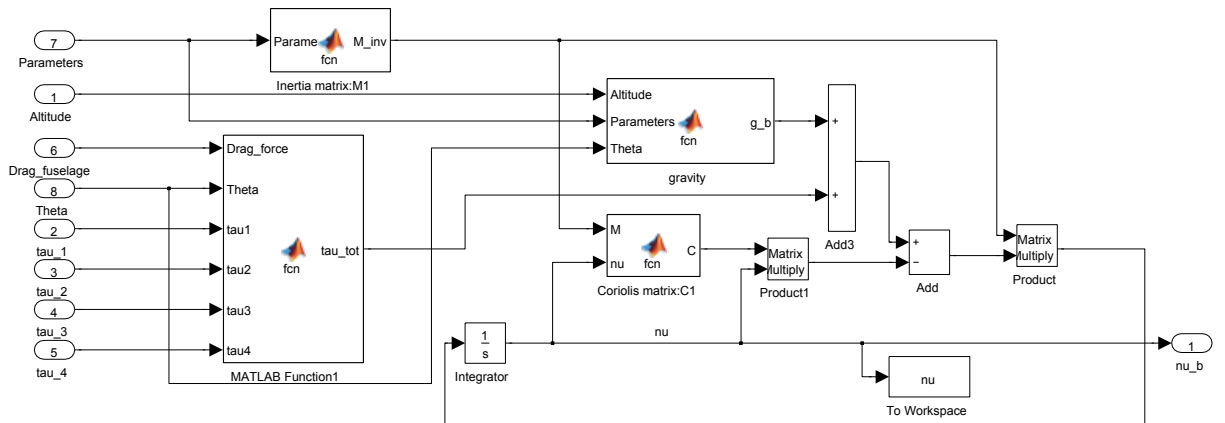 7
Parameters
Parame
fcn
M_inv
Inertia matrix:M1
1
Altitude
Altitude
Parameters
Theta
fcn
g_b
gravity
6
Drag_fuselage
8
Theta
2
tau_1
3
tau_2
4
tau_3
5
tau_4
Drag_force
Theta
tau1
tau2
tau3
tau4
fcn
tau_tot
MATLAB Function1
M
nu
fcn
C
Coriolis matrix:C1
Matrix
Multiply
Product1
+
+
Add3
+
−
Add
Matrix
Multiply
Product
1
s
Integrator
nu
nu
To Workspace
1
nu_b